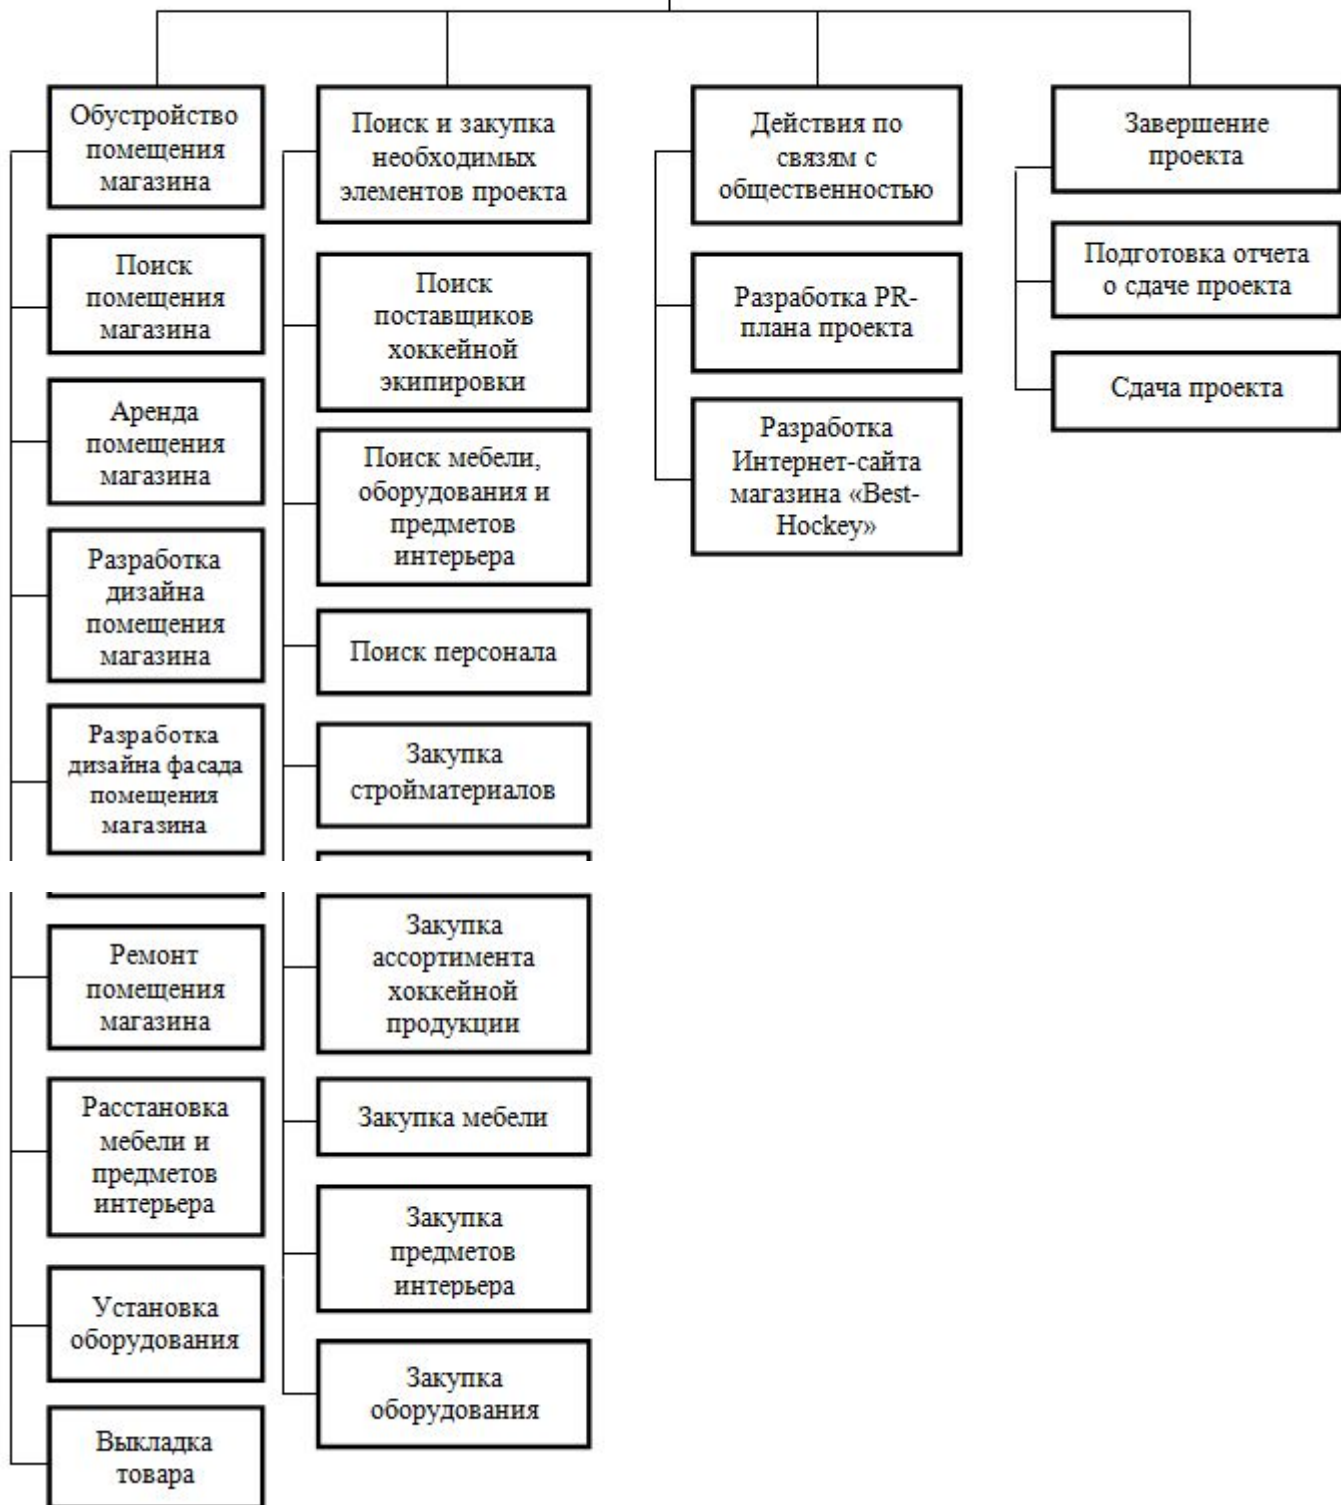 Обустройство
помещения
магазина
Поиск
помещения
магазина
Аренда
помещения
магазина
Разработка
дизайна
помещения
магазина
Разработка
дизайна фасада
помещения
магазина
Ремонт
помещения
магазина
Расстановка
мебели и
предметов
интерьера
Установка
оборудования
Выкладка
товара
Поиск и закупка
необходимых
элементов проекта
Поиск
поставщиков
хоккейной
экипировки
Поиск мебели,
оборудования и
предметов
интерьера
Поиск персонала
Закупка
стройматериалов
Закупка
ассортимента
хоккейной
продукции
Закупка мебели
Закупка
предметов
интерьера
Закупка
оборудования
Действия по
связям с
общественностью
Разработка PR-
плана проекта
Разработка
Интернет-сайта
магазина «Best-
Hockey»
Завершение
проекта
Подготовка отчета
о сдаче проекта
Сдача проекта